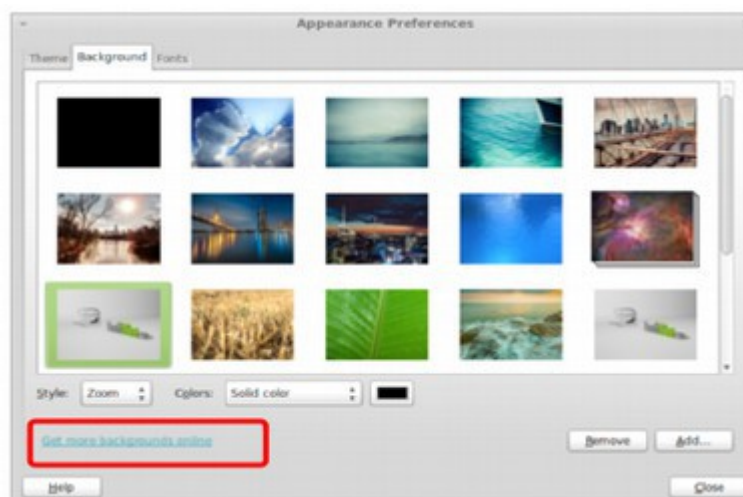 Appearance Preferences
Theme Background Fonts
Style: Zoom Colors: Solid color
Get more backgrounds online
Remove Add...
Help Close